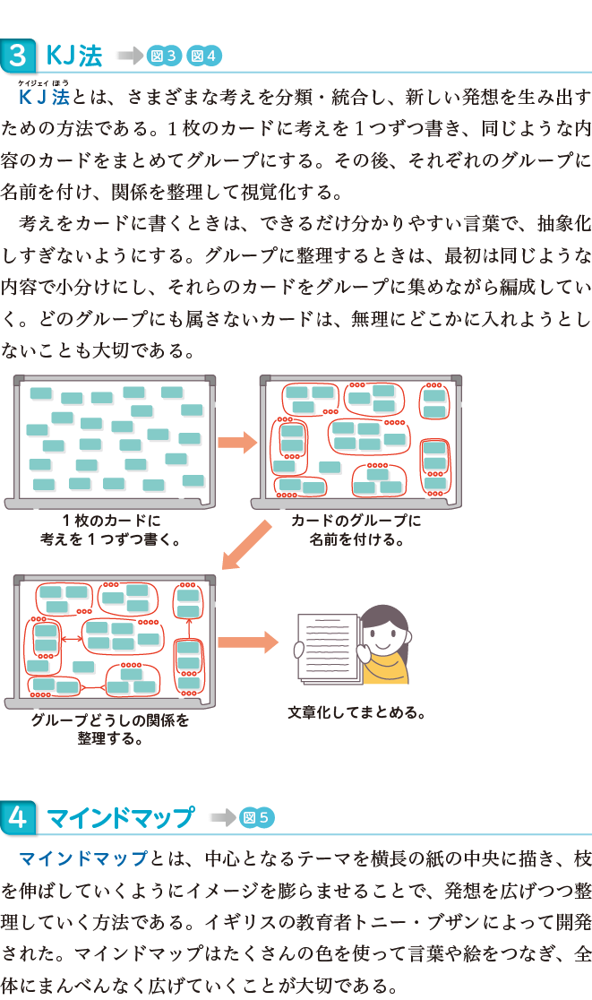 3 KJ法 図3 図4
ケイジェイ ほう
KJ法とは、さまざまな考えを分類・統合し、新しい発想を生み出す
ための方法である。1枚のカードに考えを1つずつ書き、同じような内
容のカードをまとめてグループにする。その後、それぞれのグループに
名前を付け、関係を整理して視覚化する。
考えをカードに書くときは、できるだけ分かりやすい言葉で、抽象化
しすぎないようにする。グループに整理するときは、最初は同じような
内容で小分けにし、それらのカードをグループに集めながら編成してい
く。どのグループにも属さないカードは、無理にどこかに入れようとし
ないことも大切である。
1枚のカードに
考えを1つずつ書く。
カードのグループに
名前を付ける。
グループどうしの関係を
整理する。
文章化してまとめる。
4 マインドマップ 図5
マインドマップとは、中心となるテーマを横長の紙の中央に描き、枝
を伸ばしていくようにイメージを膨らませることで、発想を広げつつ整
理していく方法である。イギリスの教育者トニー・ブザンによって開発
された。マインドマップはたくさんの色を使って言葉や絵をつなぎ、全
体にまんべんなく広げていくことが大切である。